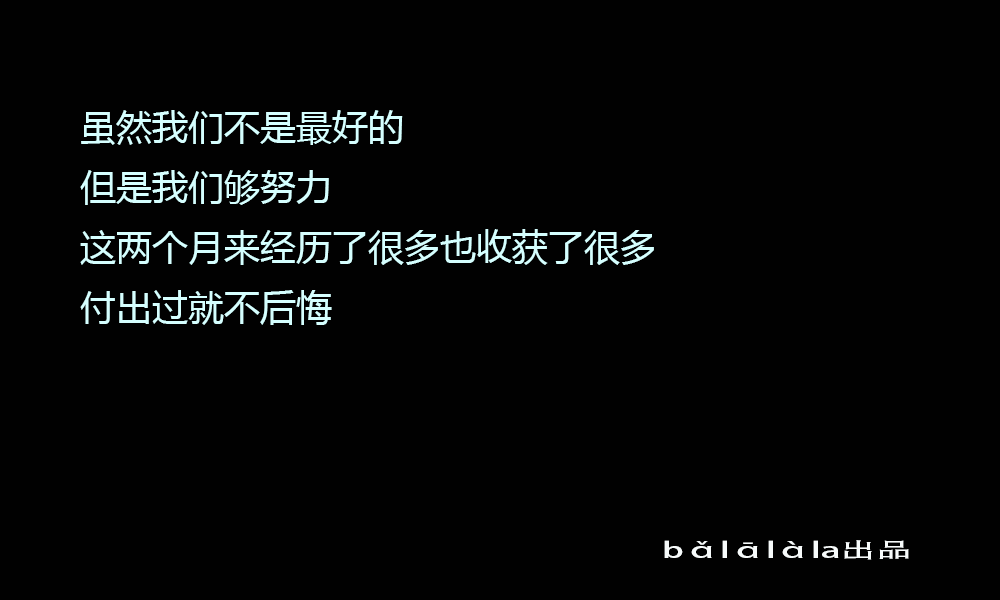 虽然我们不是最好的
但是我们够努力
这两个月来经历了很多也收获了很多
付出过就不后悔
bǎlālàla出品